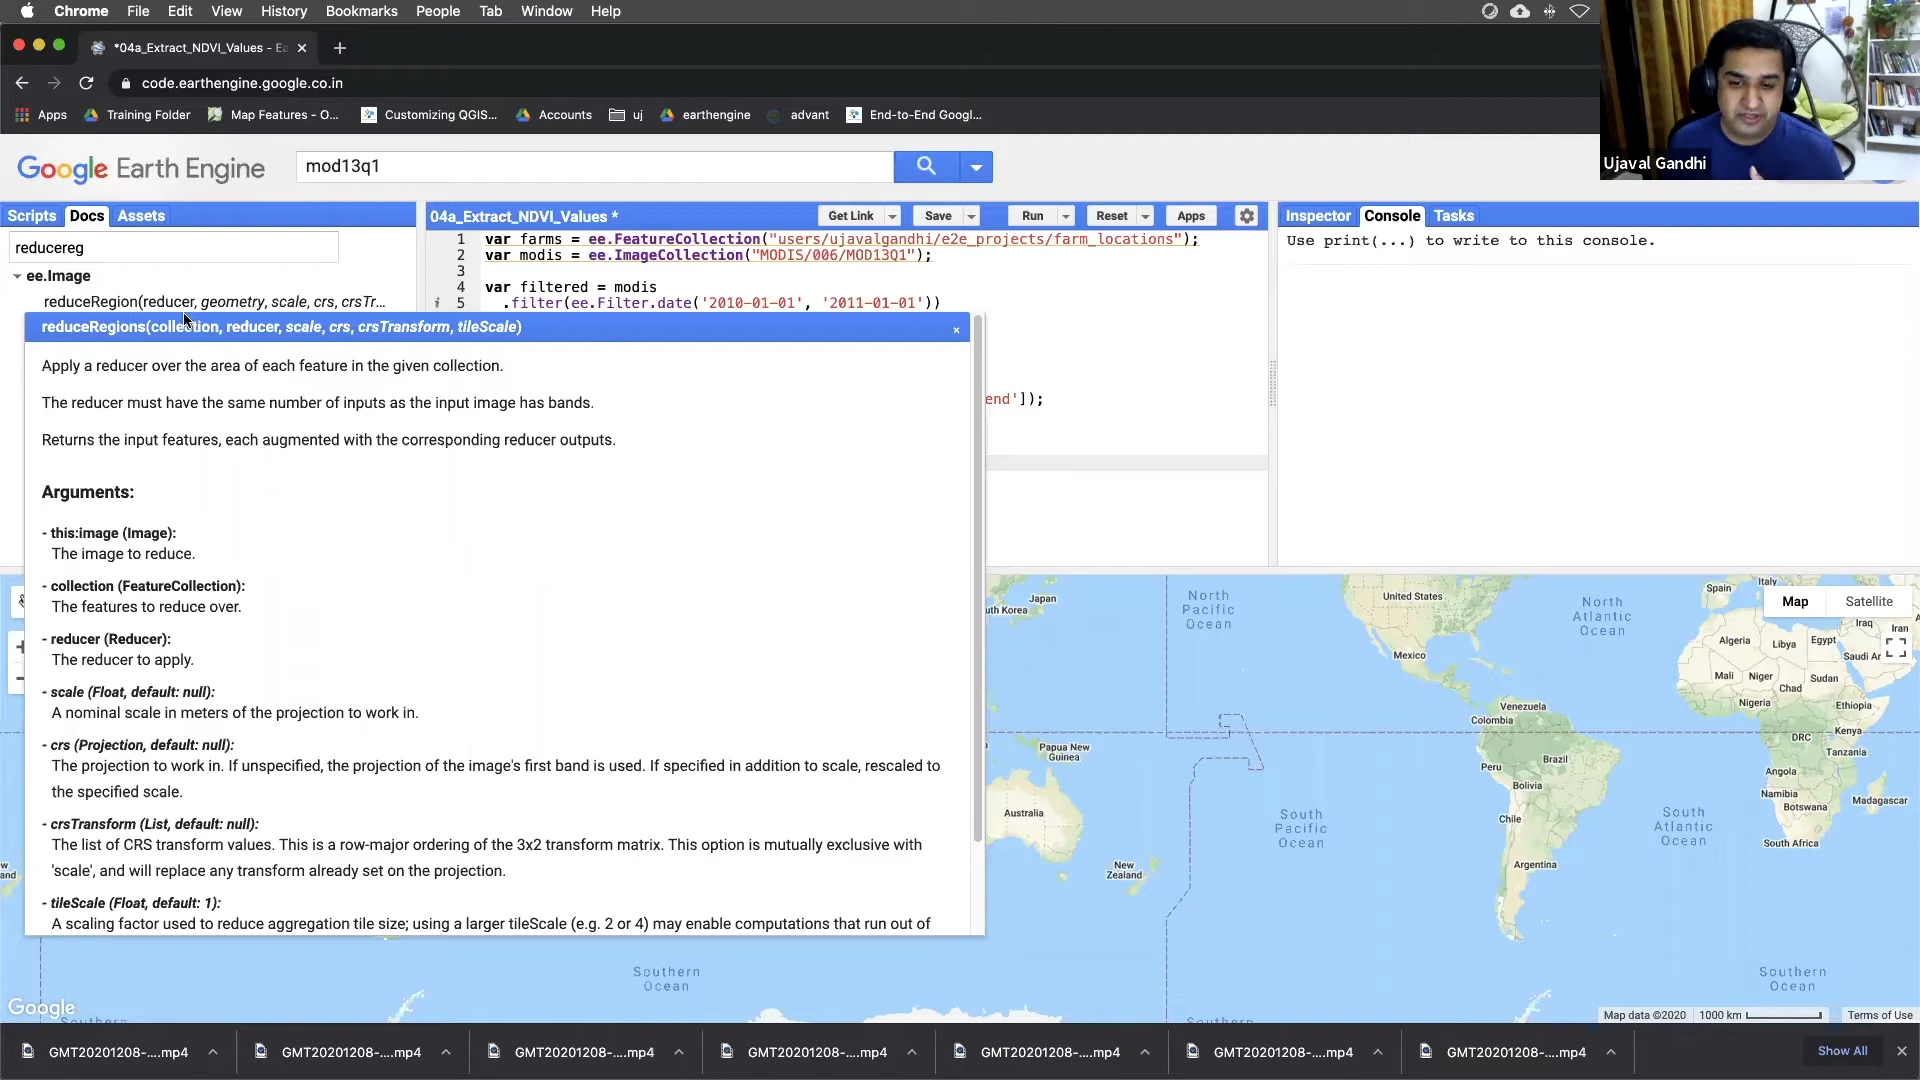 Chrome File Edit View History Bookmarks People Tab Window Help
*04a_Extract_NDVI_Values - Ea
code.earthengine.google.co.in
Apps Training Folder Map Features - O... Customizing QGIS... Accounts uj earthengine advant End-to-End Googl...
Ujaval Gandhi
Google Earth Engine
mod13q1
Scripts Docs Assets
04a_Extract_NDVI_Values *
Get Link Save Run Reset Apps
Inspector Console Tasks
reducereg
Use print(...) to write to this console.
1 var farms = ee.FeatureCollection("users/ujavalgandhi/e2e_projects/farm_locations");
2 var modis = ee.ImageCollection("MODIS/006/MOD13Q1");
3
4 var filtered = modis
i 5 .filter(ee.Filter.date('2010-01-01', '2011-01-01'))
end']);
ee.Image
reduceRegion(reducer, geometry, scale, crs, crsTr...
reduceRegions(collection, reducer, scale, crs, crsTransform, tileScale)
Apply a reducer over the area of each feature in the given collection.
The reducer must have the same number of inputs as the input image has bands.
Returns the input features, each augmented with the corresponding reducer outputs.
Arguments:
- this:image (Image):
The image to reduce.
- collection (FeatureCollection):
The features to reduce over.
- reducer (Reducer):
The reducer to apply.
- scale (Float, default: null):
A nominal scale in meters of the projection to work in.
- crs (Projection, default: null):
The projection to work in. If unspecified, the projection of the image's first band is used. If specified in addition to scale, rescaled to
the specified scale.
- crsTransform (List, default: null):
The list of CRS transform values. This is a row-major ordering of the 3x2 transform matrix. This option is mutually exclusive with
'scale', and will replace any transform already set on the projection.
- tileScale (Float, default: 1):
A scaling factor used to reduce aggregation tile size; using a larger tileScale (e.g. 2 or 4) may enable computations that run out of
Map Satellite
Japan
uth Korea
North
Pacific
Ocean
United States
Mexico
North
Atlantic
Ocean
Spain
Italy
Iraq
Iran
Algeria
Libya
Egypt
Saudi Ar
Mali
Niger
Chad
Sudan
Nigeria
Ethiopia
Venezuela
Colombia
DRC
Kenya
Tanzania
Papua New
Guinea
Peru
Brazil
Bolivia
Angola
Namibia
Botswana
Madagascar
Australia
Chile
South
Pacific
Ocean
South
Atlantic
Ocean
South Africa
New
Zealand
Argentina
w
and
Southern
Ocean
Southern
Ocean
Google
Southern
Map data ©2020 1000 km Terms of Use
GMT20201208-....mp4 GMT20201208-....mp4 GMT20201208-....mp4 GMT20201208-....mp4 GMT20201208-....mp4 GMT20201208-....mp4 GMT20201208-....mp4 Show All